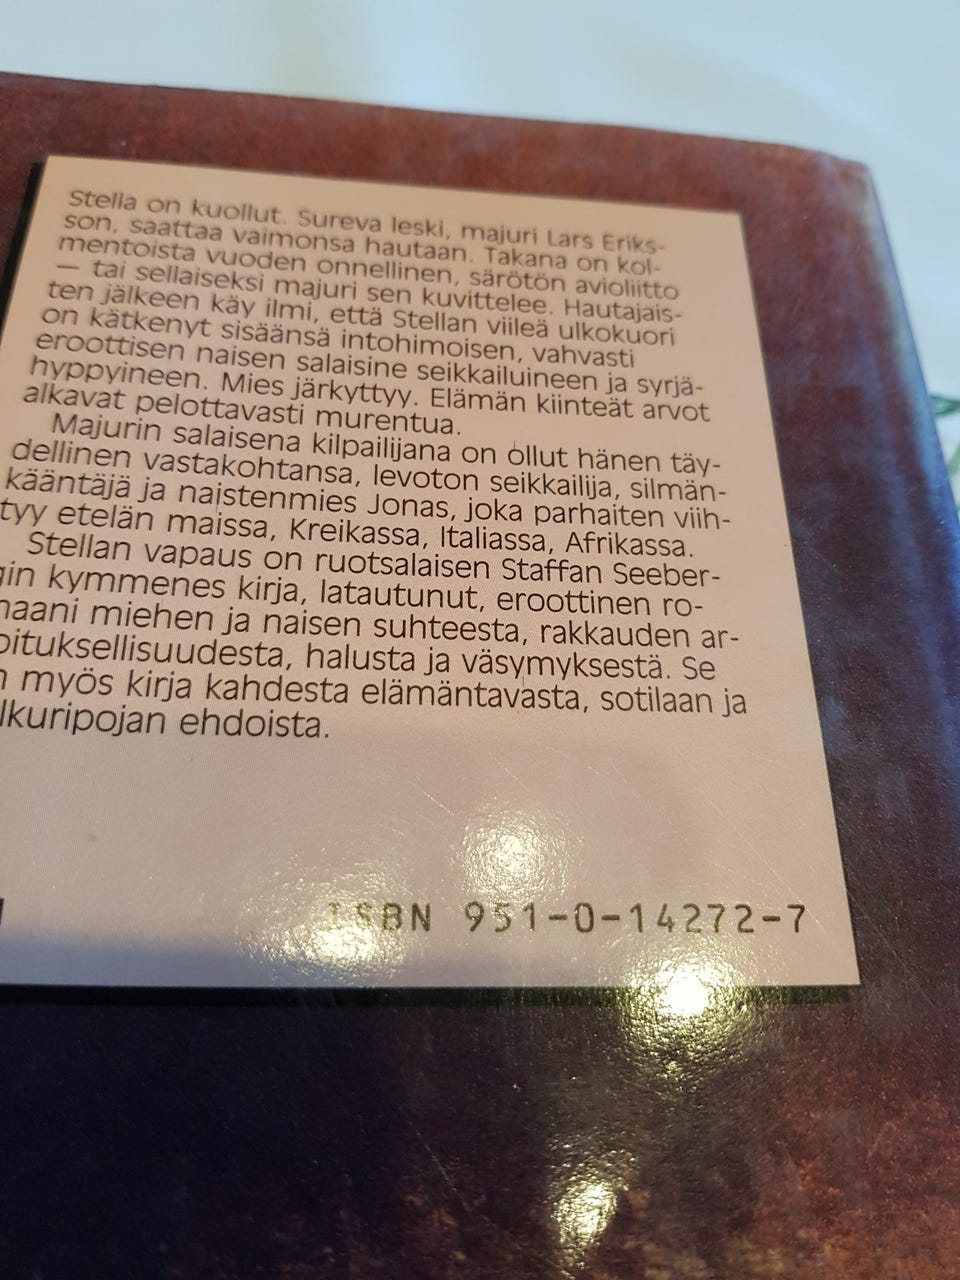 Stella on kuollut. Sureva leski, majuri Lars Eriks-
son, saattaa vaimonsa hautaan. Takana on kol-
mentoista vuoden onnellinen, särötön avioliitto
— tai sellaiseksi majuri sen kuvittelee. Hautajais-
ten jälkeen käy ilmi, että Stellan viileä ulkokuori
on kätkenyt sisäänsä intohimoisen, vahvasti
eroottisen naisen salaisine seikkailuineen ja syrjä-
hyppyineen. Mies järkyttyy. Elämän kiinteät arvot
alkavat pelottavasti murentua.
Majurin salaisena kilpailijana on ollut hänen täy-
dellinen vastakohtansa, levoton seikkailija, silmän-
kääntäjä ja naistenmies Jonas, joka parhaiten viih-
tyy etelän maissa, Kreikassa, Italiassa, Afrikassa.
Stellan vapaus on ruotsalaisen Staffan Seeber-
gin kymmenes kirja, latautunut, eroottinen ro-
maani miehen ja naisen suhteesta, rakkauden ar-
oituksellisuudesta, halusta ja väsymyksestä. Se
n myös kirja kahdesta elämäntavasta, sotilaan ja
lkuripojan ehdoista.
ISBN 951-0-14272-7